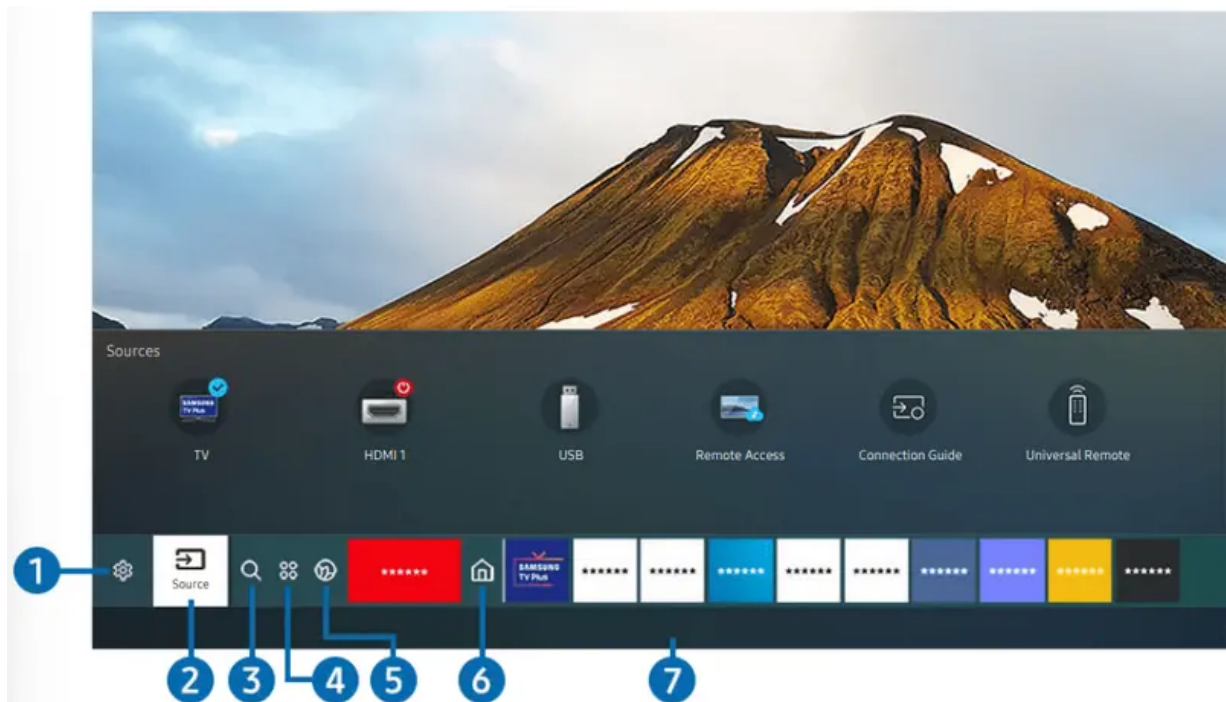 Sources
SAMSUNG
TV Plus
TV
HDMI 1
USB
Remote Access
Connection Guide
Universal Remote
1
Source
******
SAMSUNG
TV Plus
******
******
******
******
******
******
******
******
******
2
3
4
5
6
7